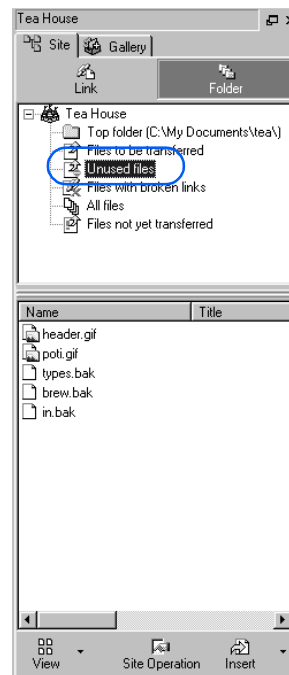 Tea House
Site Gallery
Link Folder
Tea House
Top folder (C:\My Documents\tea\)
Files to be transferred
Unused files
Files with broken links
All files
Files not yet transferred
Name Title
header.gif
poti.gif
types.bak
brew.bak
in.bak
View Site Operation Insert